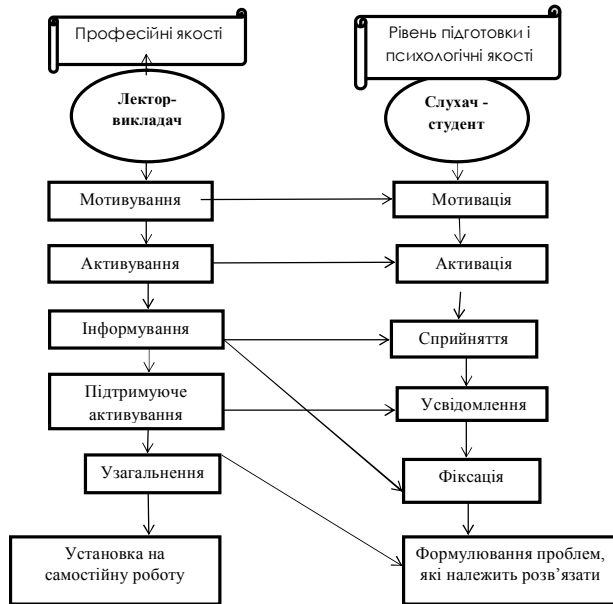 Професійні якості
Рівень підготовки і
психологічні якості
Лектор-
викладач
Слухач -
студент
Мотивування
Мотивація
Активування
Активація
Інформування
Сприйняття
Підтримуюче
активування
Усвідомлення
Узагальнення
Фіксація
Установка на
самостійну роботу
Формулювання проблем,
які належить розв’язати